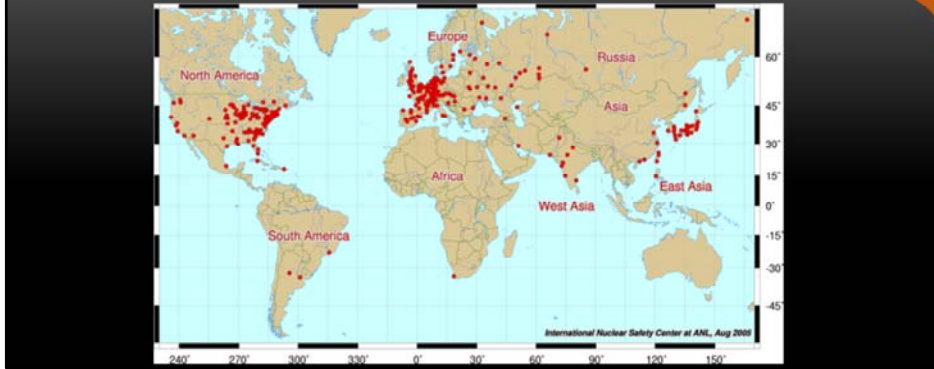 Europe
Russia
North America
60°
Asia
45°
30°
East Asia
15°
Africa
West Asia
0°
South America
-15°
-30°
-45°
International Nuclear Safety Center at ANL, Aug 2005
240° 270° 300° 330° 0° 30° 60° 90° 120° 150°